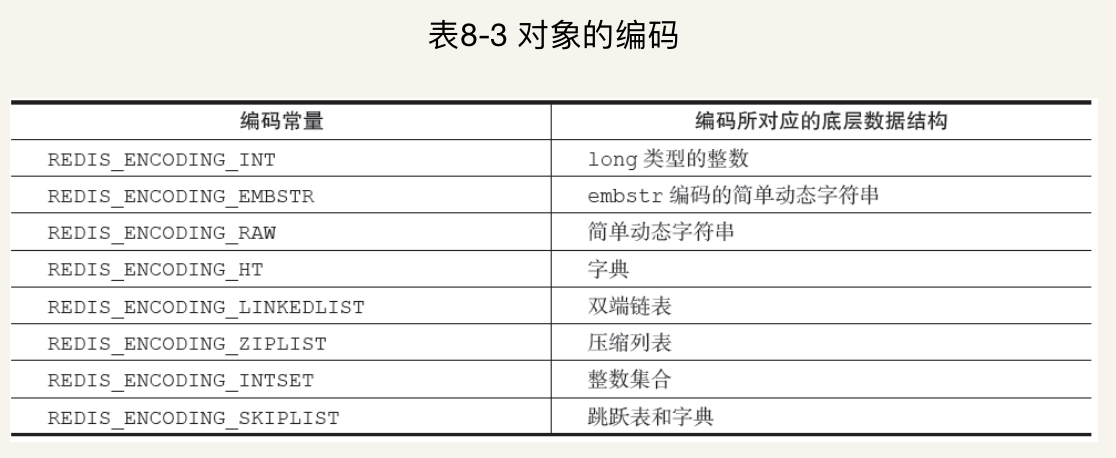 表8-3 对象的编码
编码常量 编码所对应的底层数据结构
REDIS_ENCODING_INT long 类型的整数
REDIS_ENCODING_EMBSTR embstr 编码的简单动态字符串
REDIS_ENCODING_RAW 简单动态字符串
REDIS_ENCODING_HT 字典
REDIS_ENCODING_LINKEDLIST 双端链表
REDIS_ENCODING_ZIPLIST 压缩列表
REDIS_ENCODING_INTSET 整数集合
REDIS_ENCODING_SKIPLIST 跳跃表和字典